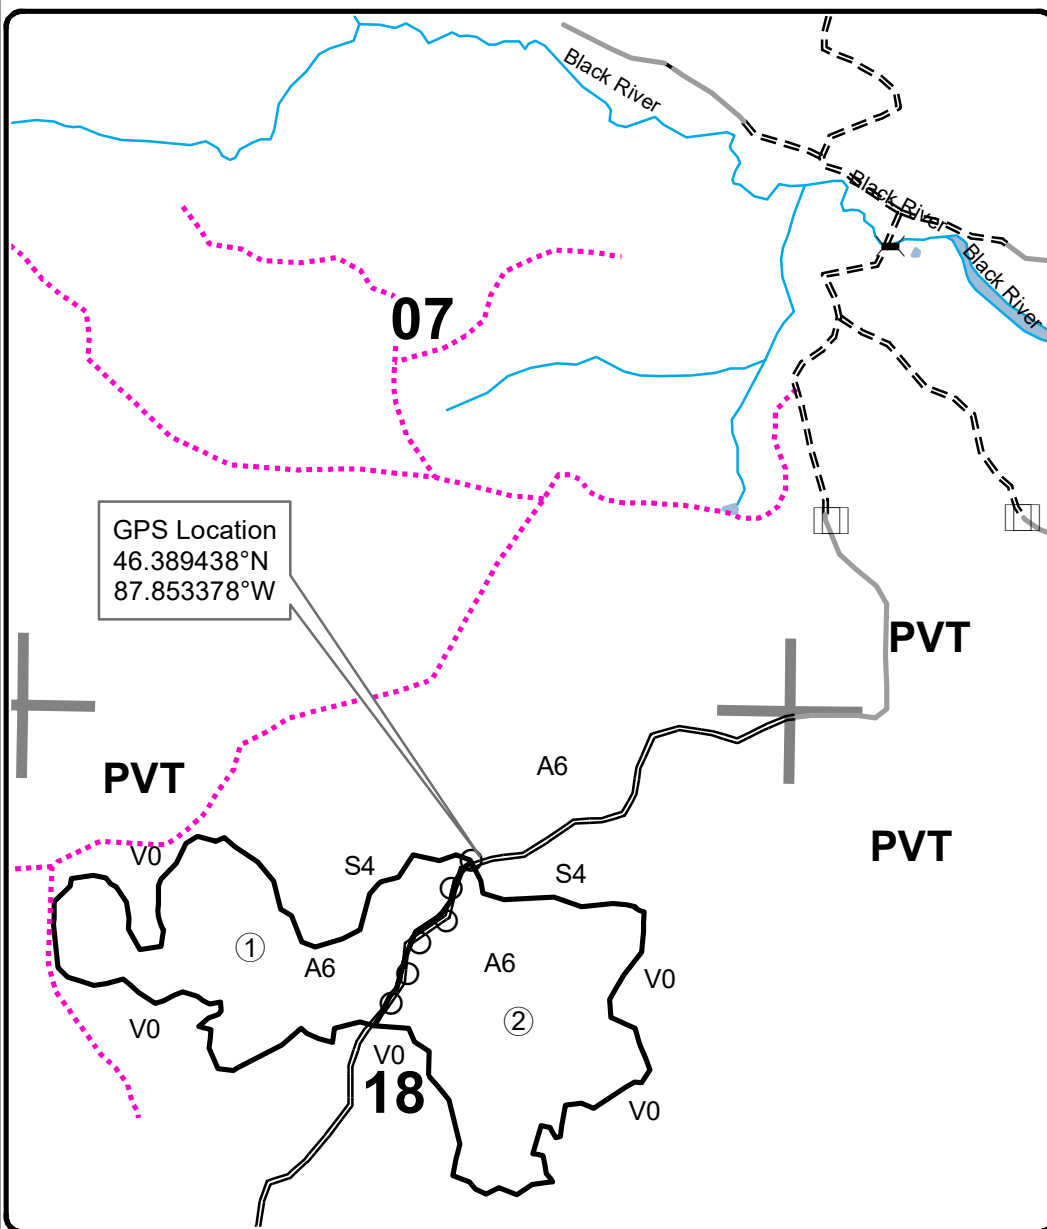 Black River
Black River
Black River
07
GPS Location
46.389438°N
87.853378°W
PVT
A6
PVT
PVT
V0
S4
S4
1
A6
A6
V0
2
V0
V0
18
V0